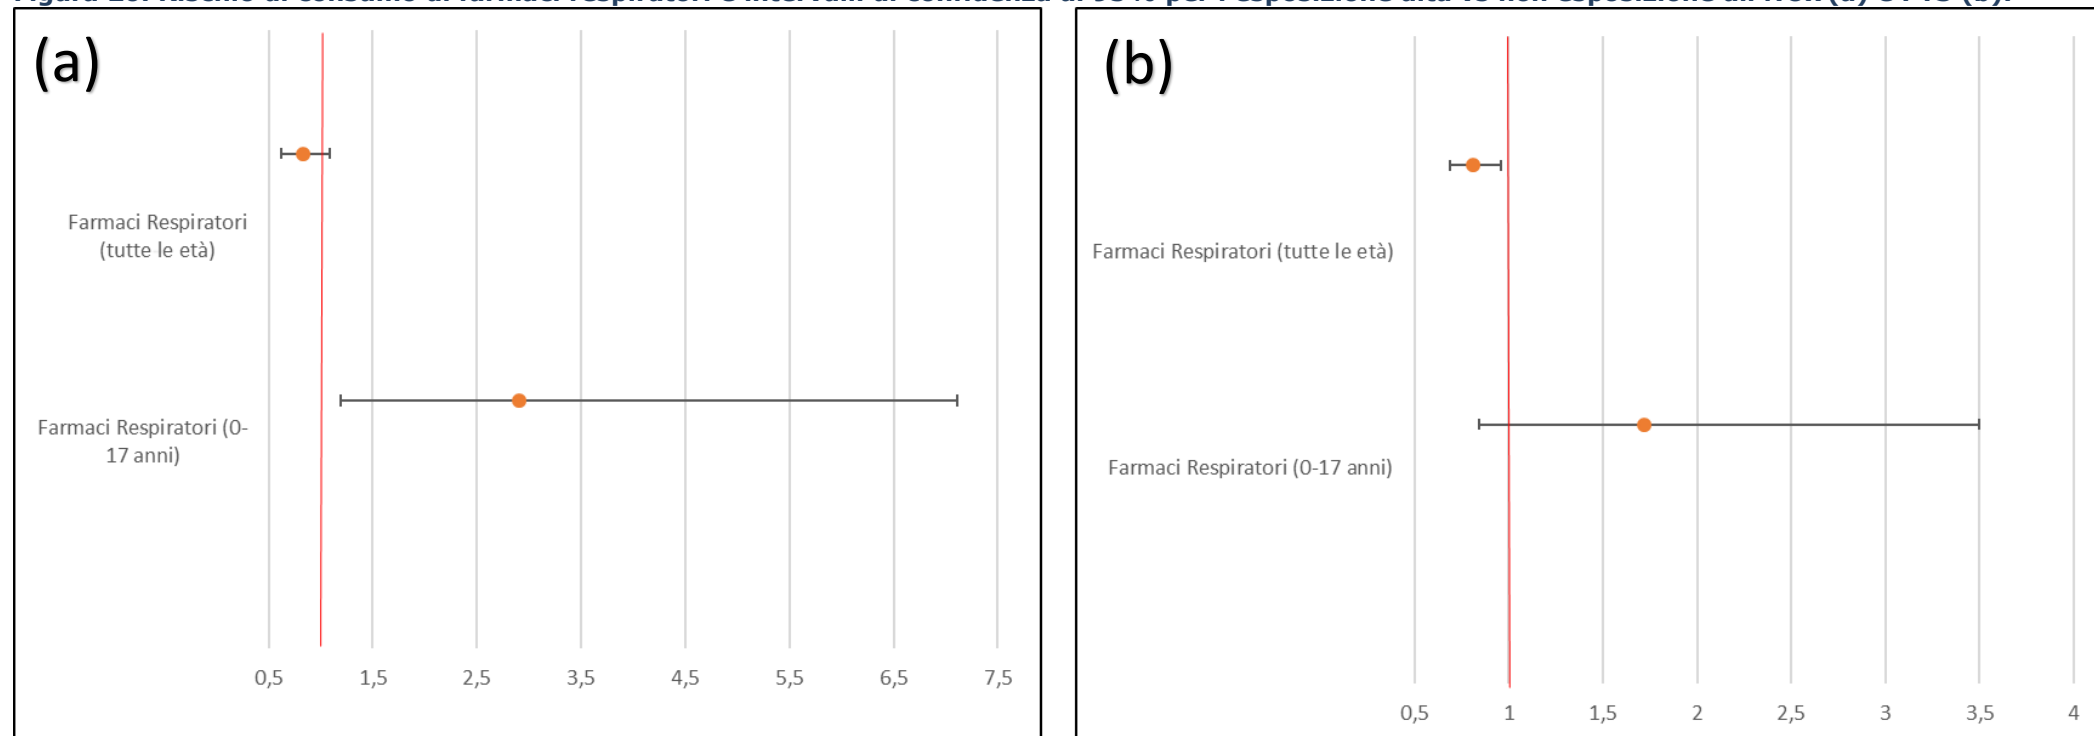 (a)
Farmaci Respiratori
(tutte le età)
Farmaci Respiratori (0-
17 anni)
0,5 1,5 2,5 3,5 4,5 5,5 6,5 7,5
(b)
Farmaci Respiratori (tutte le età)
Farmaci Respiratori (0-17 anni)
0,5 1 1,5 2 2,5 3 3,5 4